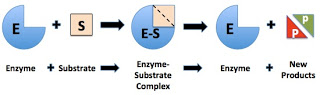 E + S E-S E + P P
Enzyme + Substrate Enzyme- Enzyme + New
Substrate Products
Complex